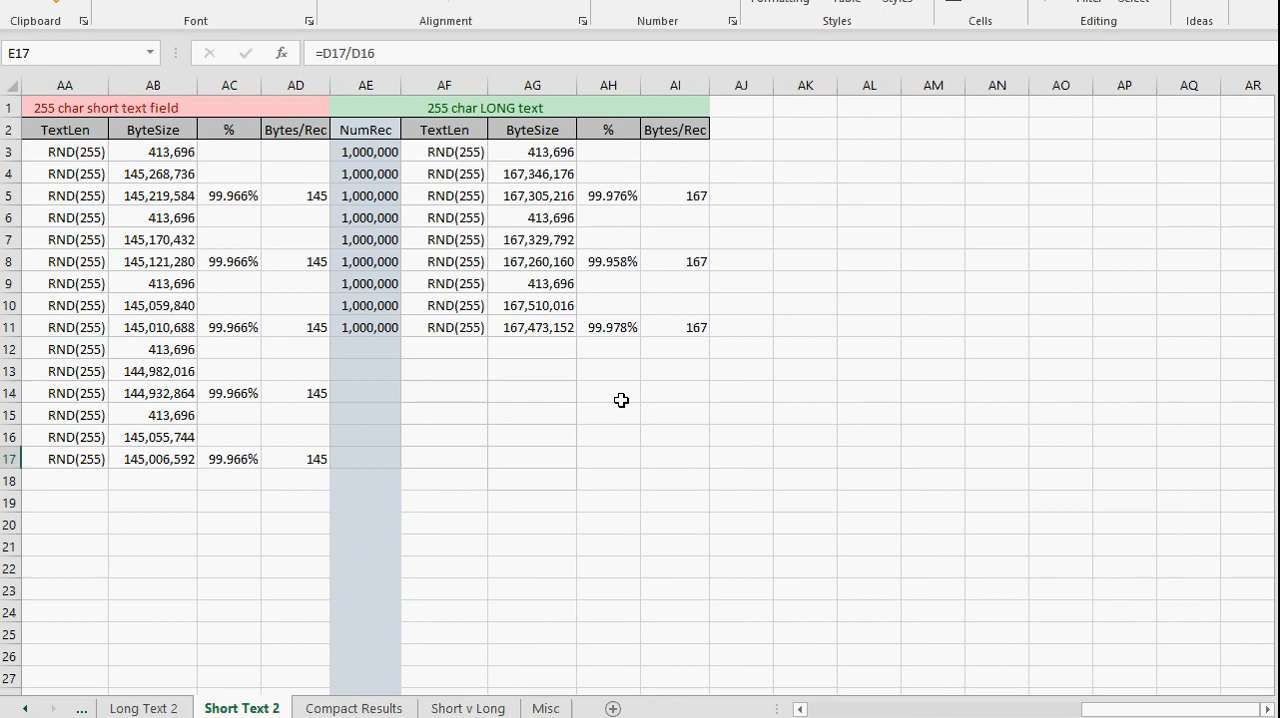 Formatting Table Styles Filter Select
Clipboard Font Alignment Number Styles Cells Editing Ideas
E17 fx =D17/D16
AA AB AC AD AE AF AG AH AI AJ AK AL AM AN AO AP AQ AR
1 255 char short text field 255 char LONG text
2 TextLen ByteSize % Bytes/Rec NumRec TextLen ByteSize % Bytes/Rec
3 RND(255) 413,696 1,000,000 RND(255) 413,696
4 RND(255) 145,268,736 1,000,000 RND(255) 167,346,176
5 RND(255) 145,219,584 99.966% 145 1,000,000 RND(255) 167,305,216 99.976% 167
6 RND(255) 413,696 1,000,000 RND(255) 413,696
7 RND(255) 145,170,432 1,000,000 RND(255) 167,329,792
8 RND(255) 145,121,280 99.966% 145 1,000,000 RND(255) 167,260,160 99.958% 167
9 RND(255) 413,696 1,000,000 RND(255) 413,696
10 RND(255) 145,059,840 1,000,000 RND(255) 167,510,016
11 RND(255) 145,010,688 99.966% 145 1,000,000 RND(255) 167,473,152 99.978% 167
12 RND(255) 413,696
13 RND(255) 144,982,016
14 RND(255) 144,932,864 99.966% 145
15 RND(255) 413,696
16 RND(255) 145,055,744
17 RND(255) 145,006,592 99.966% 145
18
19
20
21
22
23
24
25
26
27
... Long Text 2 Short Text 2 Compact Results Short v Long Misc